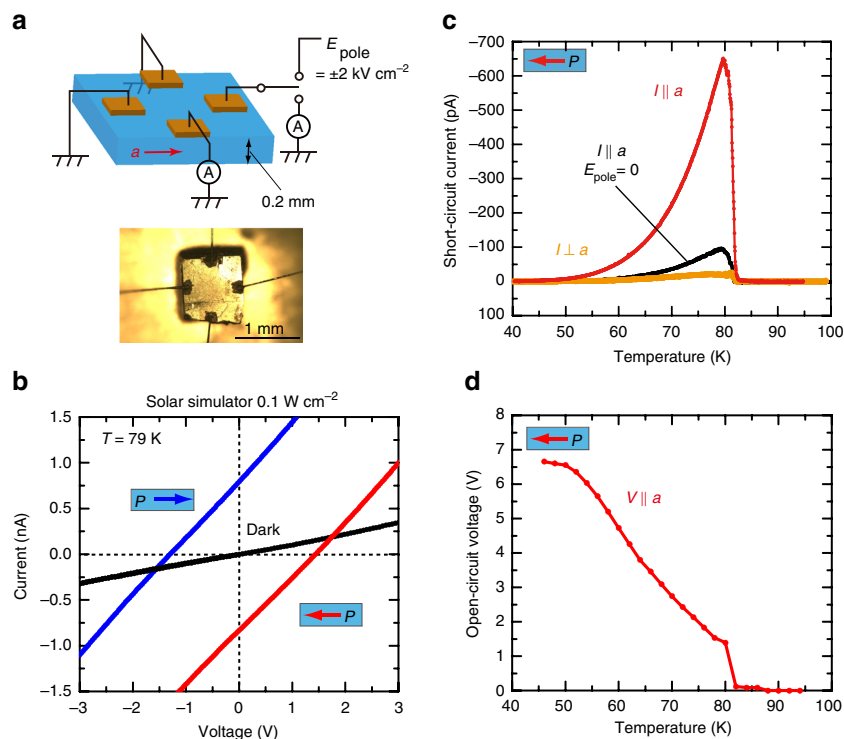 a
E pole
= ±2 kV cm⁻²
A
a
A
0.2 mm
1 mm
b
Solar simulator 0.1 W cm⁻²
T = 79 K
P
Dark
P
Current (nA)
1.5
1.0
0.5
0.0
−0.5
−1.0
−1.5
−3
−2
−1
0
1
2
3
Voltage (V)
c
P
I || a
I || a
E pole = 0
I ⊥ a
Short-circuit current (pA)
−700
−600
−500
−400
−300
−200
−100
0
100
40
50
60
70
80
90
100
Temperature (K)
d
P
V || a
Open-circuit voltage (V)
8
7
6
5
4
3
2
1
0
40
50
60
70
80
90
100
Temperature (K)